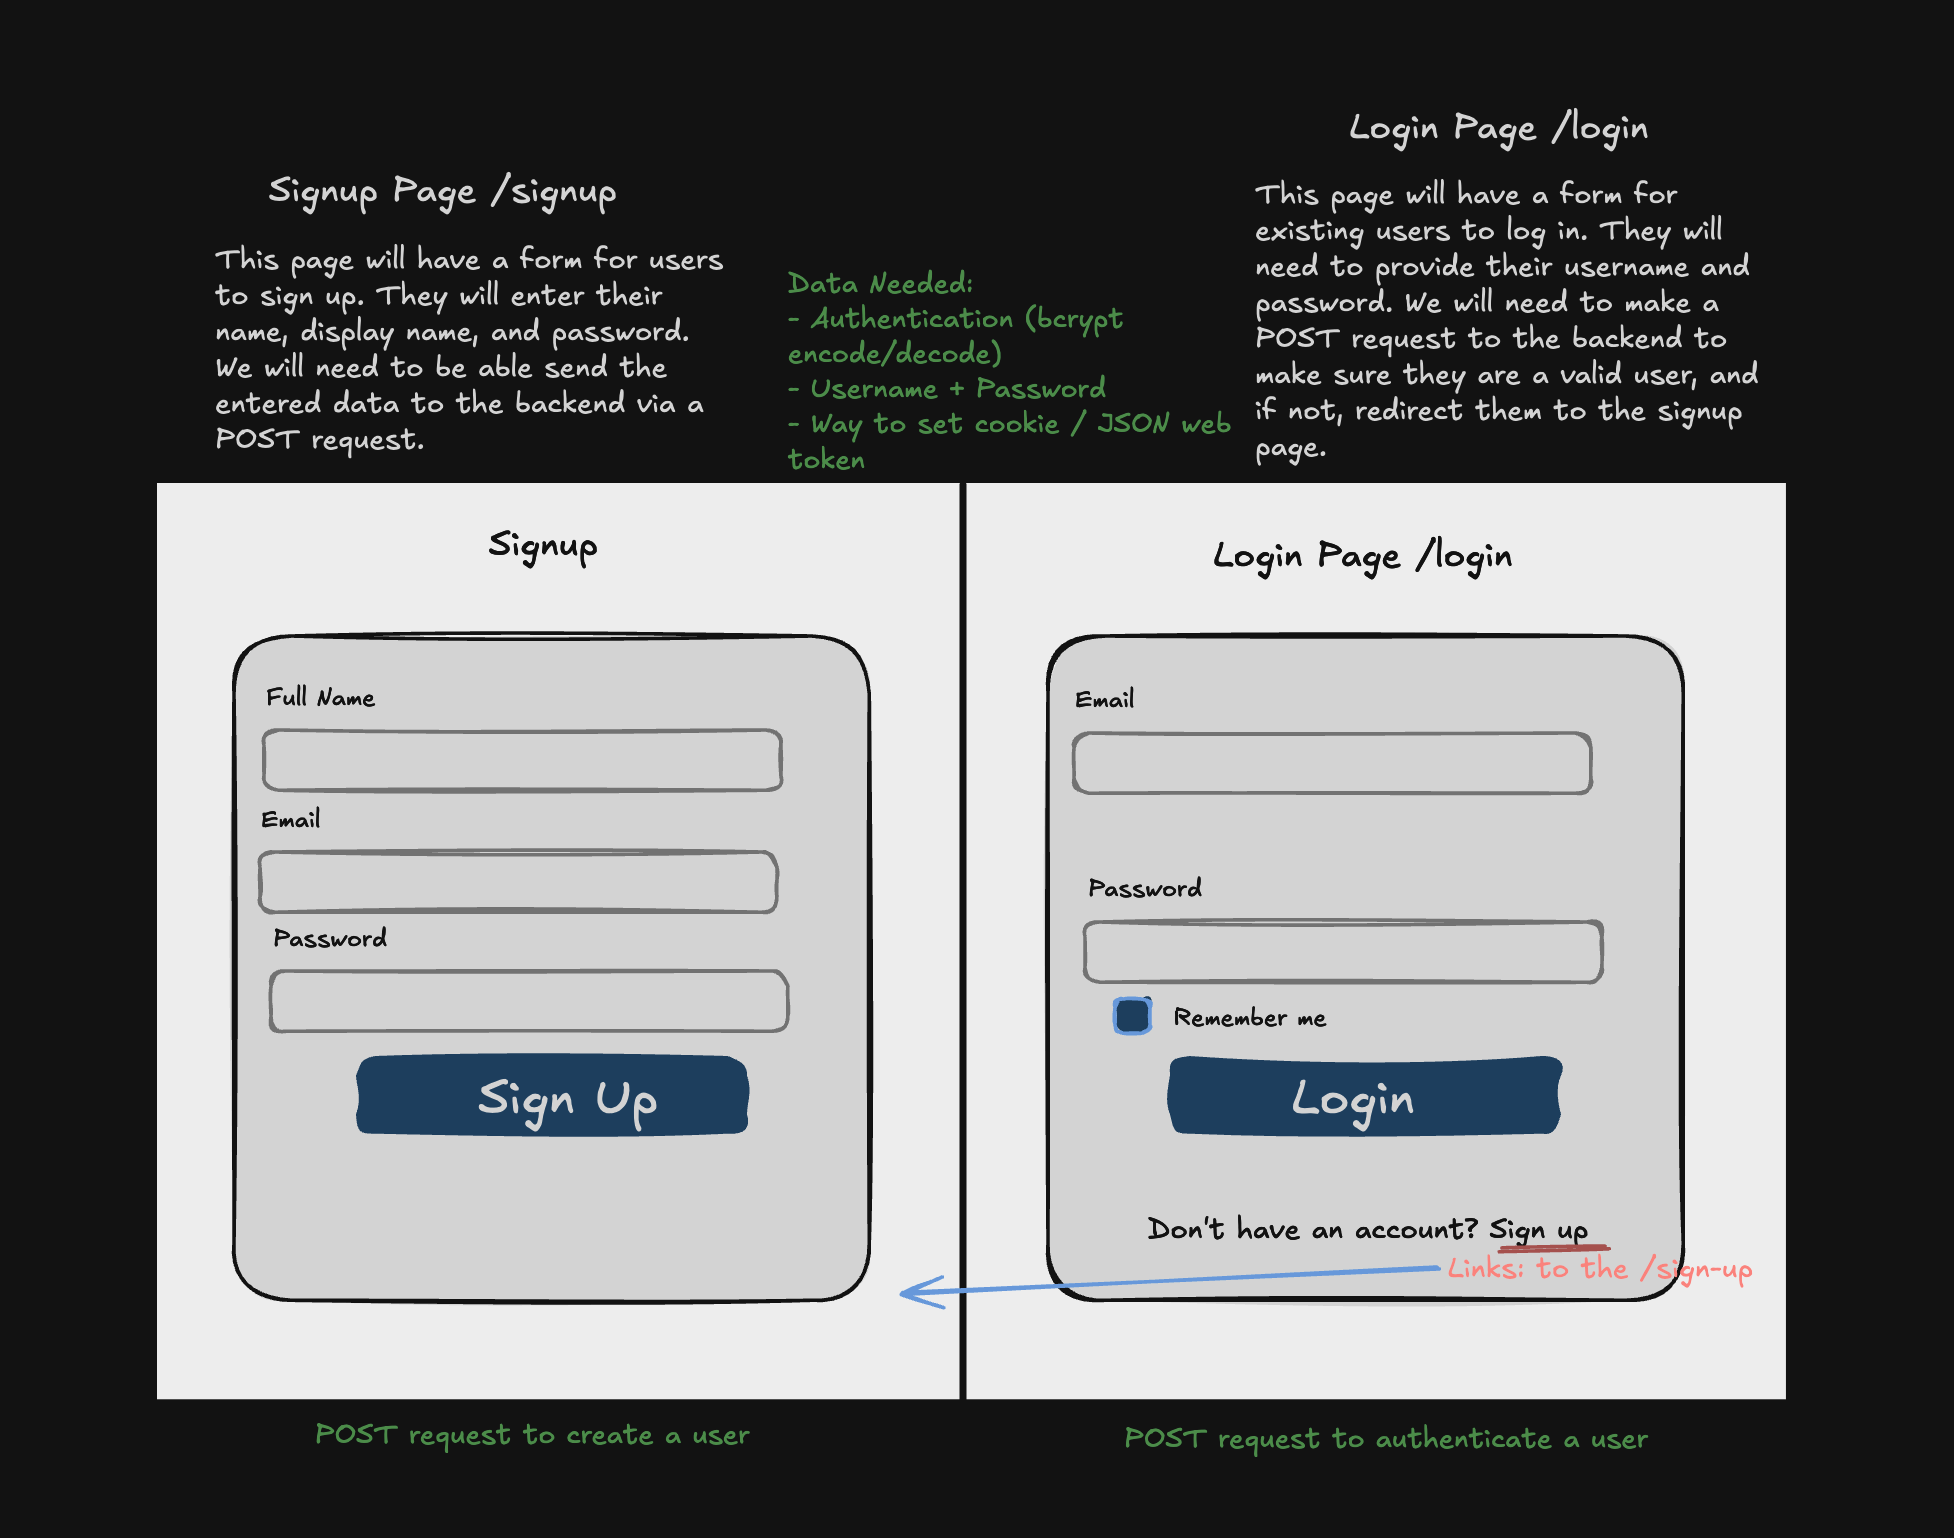 Signup Page /signup
This page will have a form for users
to sign up. They will enter their
name, display name, and password.
We will need to be able send the
entered data to the backend via a
POST request.
Data Needed:
- Authentication (bcrypt
encode/decode)
- Username + Password
- Way to set cookie / JSON web
token
Login Page /login
This page will have a form for
existing users to log in. They will
need to provide their username and
password. We will need to make a
POST request to the backend to
make sure they are a valid user, and
if not, redirect them to the signup
page.
Signup
Full Name
Email
Password
Sign Up
POST request to create a user
Login Page /login
Email
Password
Remember me
Login
Don't have an account? Sign up
Links: to the /sign-up
POST request to authenticate a user